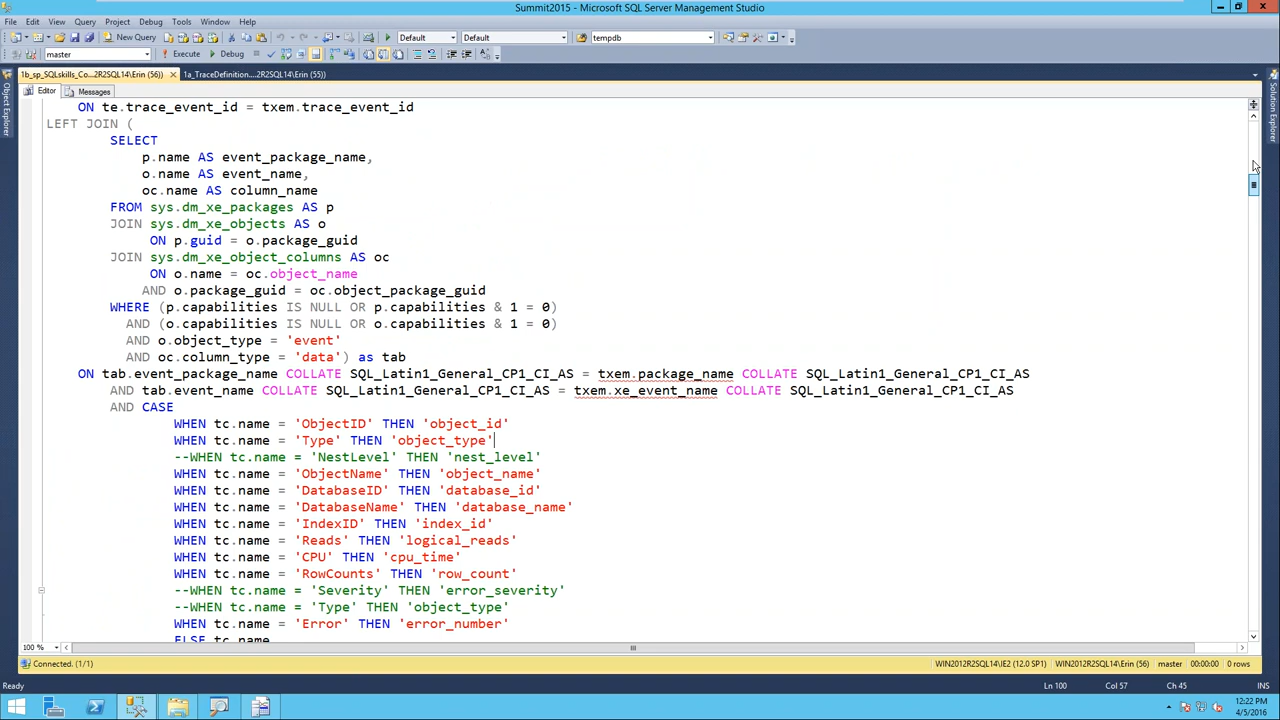 Summit2015 - Microsoft SQL Server Management Studio
File Edit View Query Project Debug Tools Window Help
New Query Default Default tempdb
master Execute Debug
1b_sp_SQLskills_Co...2R2SQL14\Erin (56)) 1a_TraceDefinition....2R2SQL14\Erin (55))
Object Explorer
Solution Explorer
Editor Messages
ON te.trace_event_id = txem.trace_event_id
LEFT JOIN (
SELECT
p.name AS event_package_name,
o.name AS event_name,
oc.name AS column_name
FROM sys.dm_xe_packages AS p
JOIN sys.dm_xe_objects AS o
ON p.guid = o.package_guid
JOIN sys.dm_xe_object_columns AS oc
ON o.name = oc.object_name
AND o.package_guid = oc.object_package_guid
WHERE (p.capabilities IS NULL OR p.capabilities & 1 = 0)
AND (o.capabilities IS NULL OR o.capabilities & 1 = 0)
AND o.object_type = 'event'
AND oc.column_type = 'data') as tab
ON tab.event_package_name COLLATE SQL_Latin1_General_CP1_CI_AS = txem.package_name COLLATE SQL_Latin1_General_CP1_CI_AS
AND tab.event_name COLLATE SQL_Latin1_General_CP1_CI_AS = txem.xe_event_name COLLATE SQL_Latin1_General_CP1_CI_AS
AND CASE
WHEN tc.name = 'ObjectID' THEN 'object_id'
WHEN tc.name = 'Type' THEN 'object_type'
--WHEN tc.name = 'NestLevel' THEN 'nest_level'
WHEN tc.name = 'ObjectName' THEN 'object_name'
WHEN tc.name = 'DatabaseID' THEN 'database_id'
WHEN tc.name = 'DatabaseName' THEN 'database_name'
WHEN tc.name = 'IndexID' THEN 'index_id'
WHEN tc.name = 'Reads' THEN 'logical_reads'
WHEN tc.name = 'CPU' THEN 'cpu_time'
WHEN tc.name = 'RowCounts' THEN 'row_count'
--WHEN tc.name = 'Severity' THEN 'error_severity'
--WHEN tc.name = 'Type' THEN 'object_type'
WHEN tc.name = 'Error' THEN 'error_number'
ELSE tc.name
100 %
Connected. (1/1) WIN2012R2SQL14\IE2 (12.0 SP1) WIN2012R2SQL14\Erin (56) master 00:00:00 0 rows
Ready Ln 100 Col 57 Ch 45 INS
12:22 PM
4/5/2016